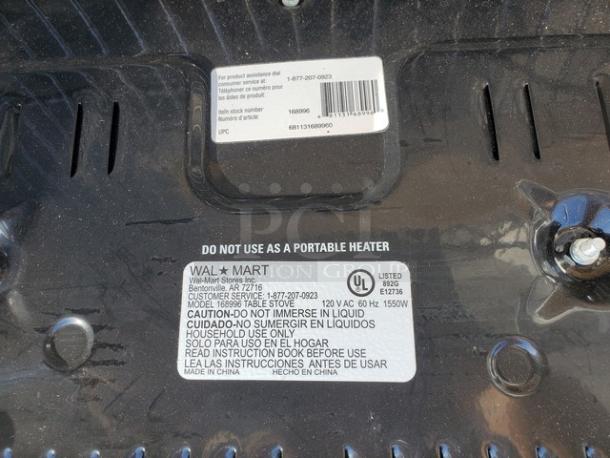 For product assistance dial
consumer service at:
1-877-207-0923
Téléphoner ce numéro pour
les aides de produit
Item stock number
168996
Numéro d'article:
UPC
681131689960
PCI
AUCTION GROUP
DO NOT USE AS A PORTABLE HEATER
WAL★MART
Wal-Mart Stores Inc.
Bentonville, AR 72716
CUSTOMER SERVICE: 1-877-207-0923
MODEL 168996 TABLE STOVE 120 V AC 60 Hz 1550W
CAUTION-DO NOT IMMERSE IN LIQUID
CUIDADO-NO SUMERGIR EN LÍQUIDOS
HOUSEHOLD USE ONLY
SOLO PARA USO EN EL HOGAR
READ INSTRUCTION BOOK BEFORE USE
LEA LAS INSTRUCCIONES ANTES DE USAR
MADE IN CHINA HECHO EN CHINA
UL
LISTED
892G
E12736